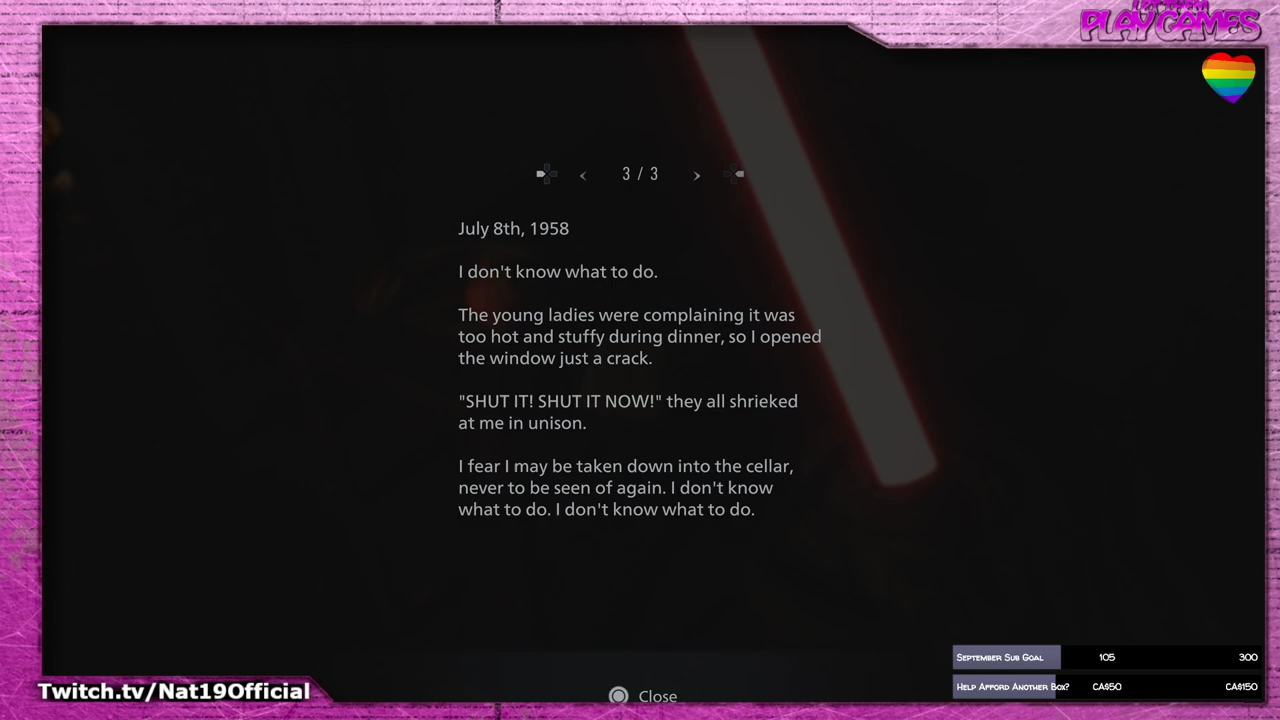 PLAY GAMES
3 / 3
July 8th, 1958
I don't know what to do.
The young ladies were complaining it was
too hot and stuffy during dinner, so I opened
the window just a crack.
"SHUT IT! SHUT IT NOW!" they all shrieked
at me in unison.
I fear I may be taken down into the cellar,
never to be seen of again. I don't know
what to do. I don't know what to do.
September Sub Goal 105 300
Help Afford Another Box? CA$50 CA$150
Twitch.tv/Nat19Official
Close